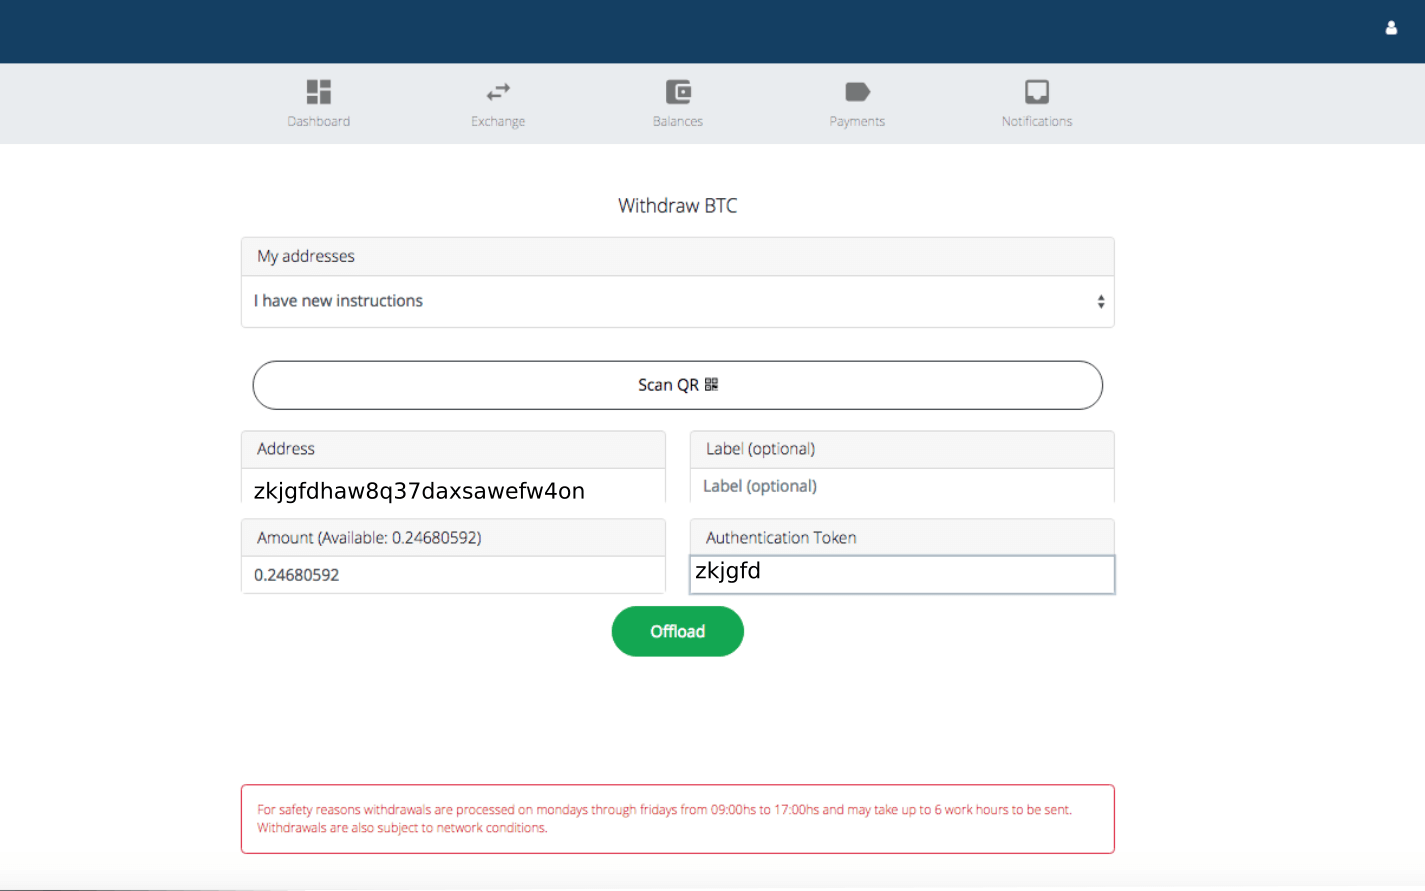 Dashboard
Exchange
Balances
Payments
Notifications
Withdraw BTC
My addresses
I have new instructions
Scan QR
Address
Label (optional)
zkjgfdhaw8q37daxsawefw4on
Label (optional)
Amount (Available: 0.24680592)
Authentication Token
0.24680592
zkjgfd
Offload
For safety reasons withdrawals are processed on mondays through fridays from 09:00hs to 17:00hs and may take up to 6 work hours to be sent.
Withdrawals are also subject to network conditions.